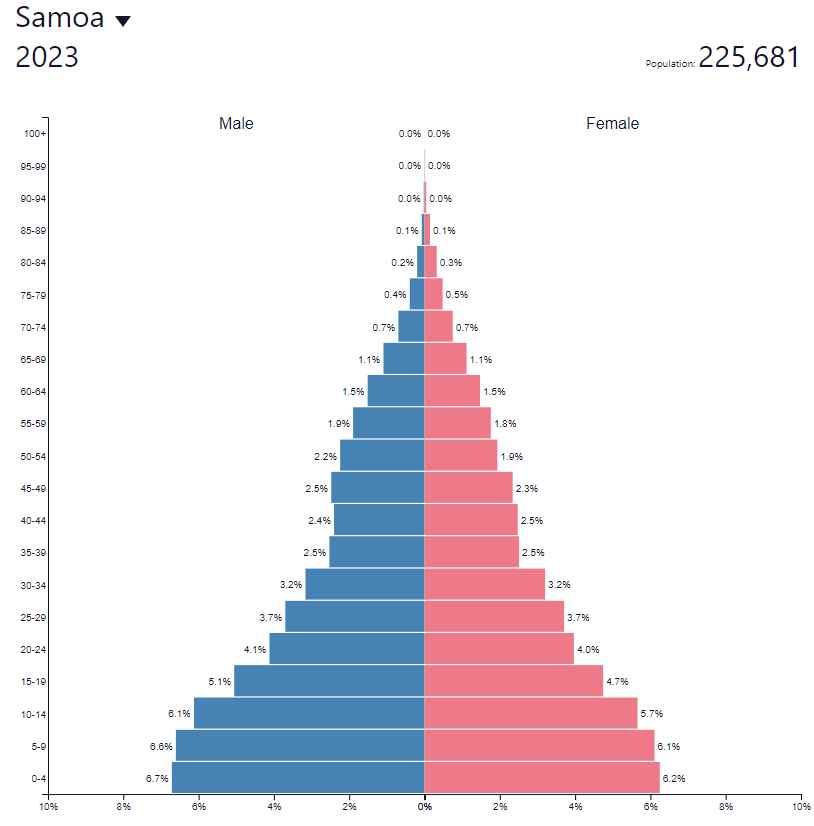 Samoa
2023
Population: 225,681
Male Female
100+ 0.0% 0.0%
95-99 0.0% 0.0%
90-94 0.0% 0.0%
85-89 0.1% 0.1%
80-84 0.2% 0.3%
75-79 0.4% 0.5%
70-74 0.7% 0.7%
65-69 1.1% 1.1%
60-64 1.5% 1.5%
55-59 1.9% 1.8%
50-54 2.2% 1.9%
45-49 2.5% 2.3%
40-44 2.4% 2.5%
35-39 2.5% 2.5%
30-34 3.2% 3.2%
25-29 3.7% 3.7%
20-24 4.1% 4.0%
15-19 5.1% 4.7%
10-14 6.1% 5.7%
5-9 6.6% 6.1%
0-4 6.7% 6.2%
10% 8% 6% 4% 2% 0% 2% 4% 6% 8% 10%